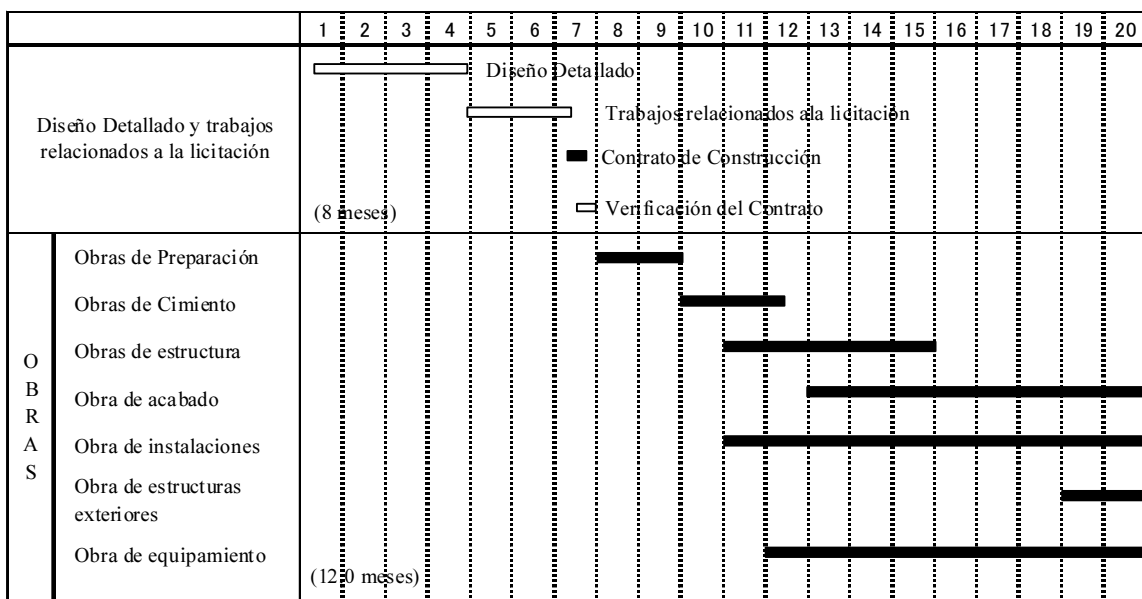 1 2 3 4 5 6 7 8 9 10 11 12 13 14 15 16 17 18 19 20
Diseño Detallado y trabajos
relacionados a la licitación
Diseño Detallado
Trabajos relacionados ala licitación
Contrato de Construcción
(8 meses)
Verificación del Contrato
OBRAS
Obras de Preparación
Obras de Cimiento
Obras de estructura
Obra de acabado
Obra de instalaciones
Obra de estructuras
exteriores
Obra de equipamiento
(12.0 meses)